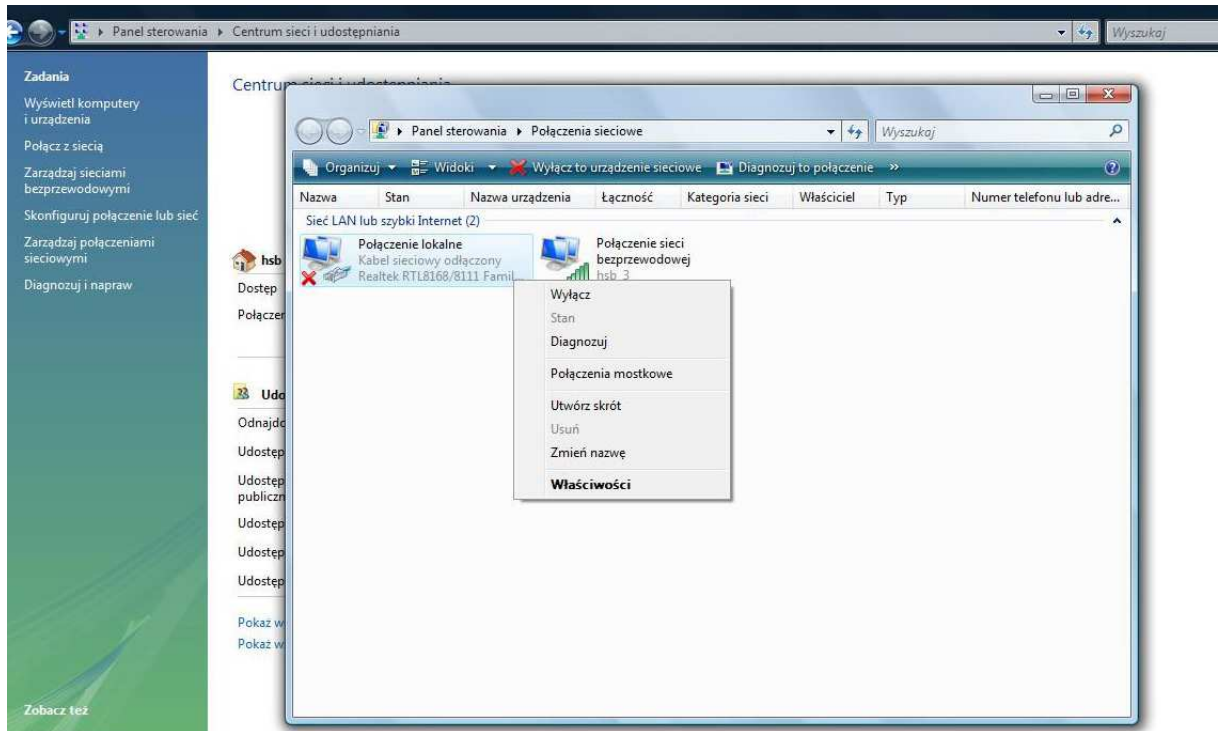 Panel sterowania ▸ Centrum sieci i udostępniania
Wyszukaj
Zadania
Wyświetl komputery
i urządzenia
Połącz z siecią
Zarządzaj sieciami
bezprzewodowymi
Skonfiguruj połączenie lub sieć
Zarządzaj połączeniami
sieciowymi
Diagnozuj i napraw
Zobacz też
Centrum sieci i udostępniania
hsb
Dostęp
Połączen
Udo
Odnajdo
Udostęp
Udostęp
publiczn
Udostęp
Udostęp
Udostęp
Pokaż w
Pokaż w
Panel sterowania ▸ Połączenia sieciowe
Wyszukaj
Organizuj Widoki Wyłącz to urządzenie sieciowe Diagnozuj to połączenie »
Nazwa Stan Nazwa urządzenia Łączność Kategoria sieci Właściciel Typ Numer telefonu lub adre...
Sieć LAN lub szybki Internet (2)
Połączenie lokalne
Kabel sieciowy odłączony
Realtek RTL8168/8111 Famil...
Połączenie sieci
bezprzewodowej
hsb_3
Wyłącz
Stan
Diagnozuj
Połączenia mostkowe
Utwórz skrót
Usuń
Zmień nazwę
Właściwości